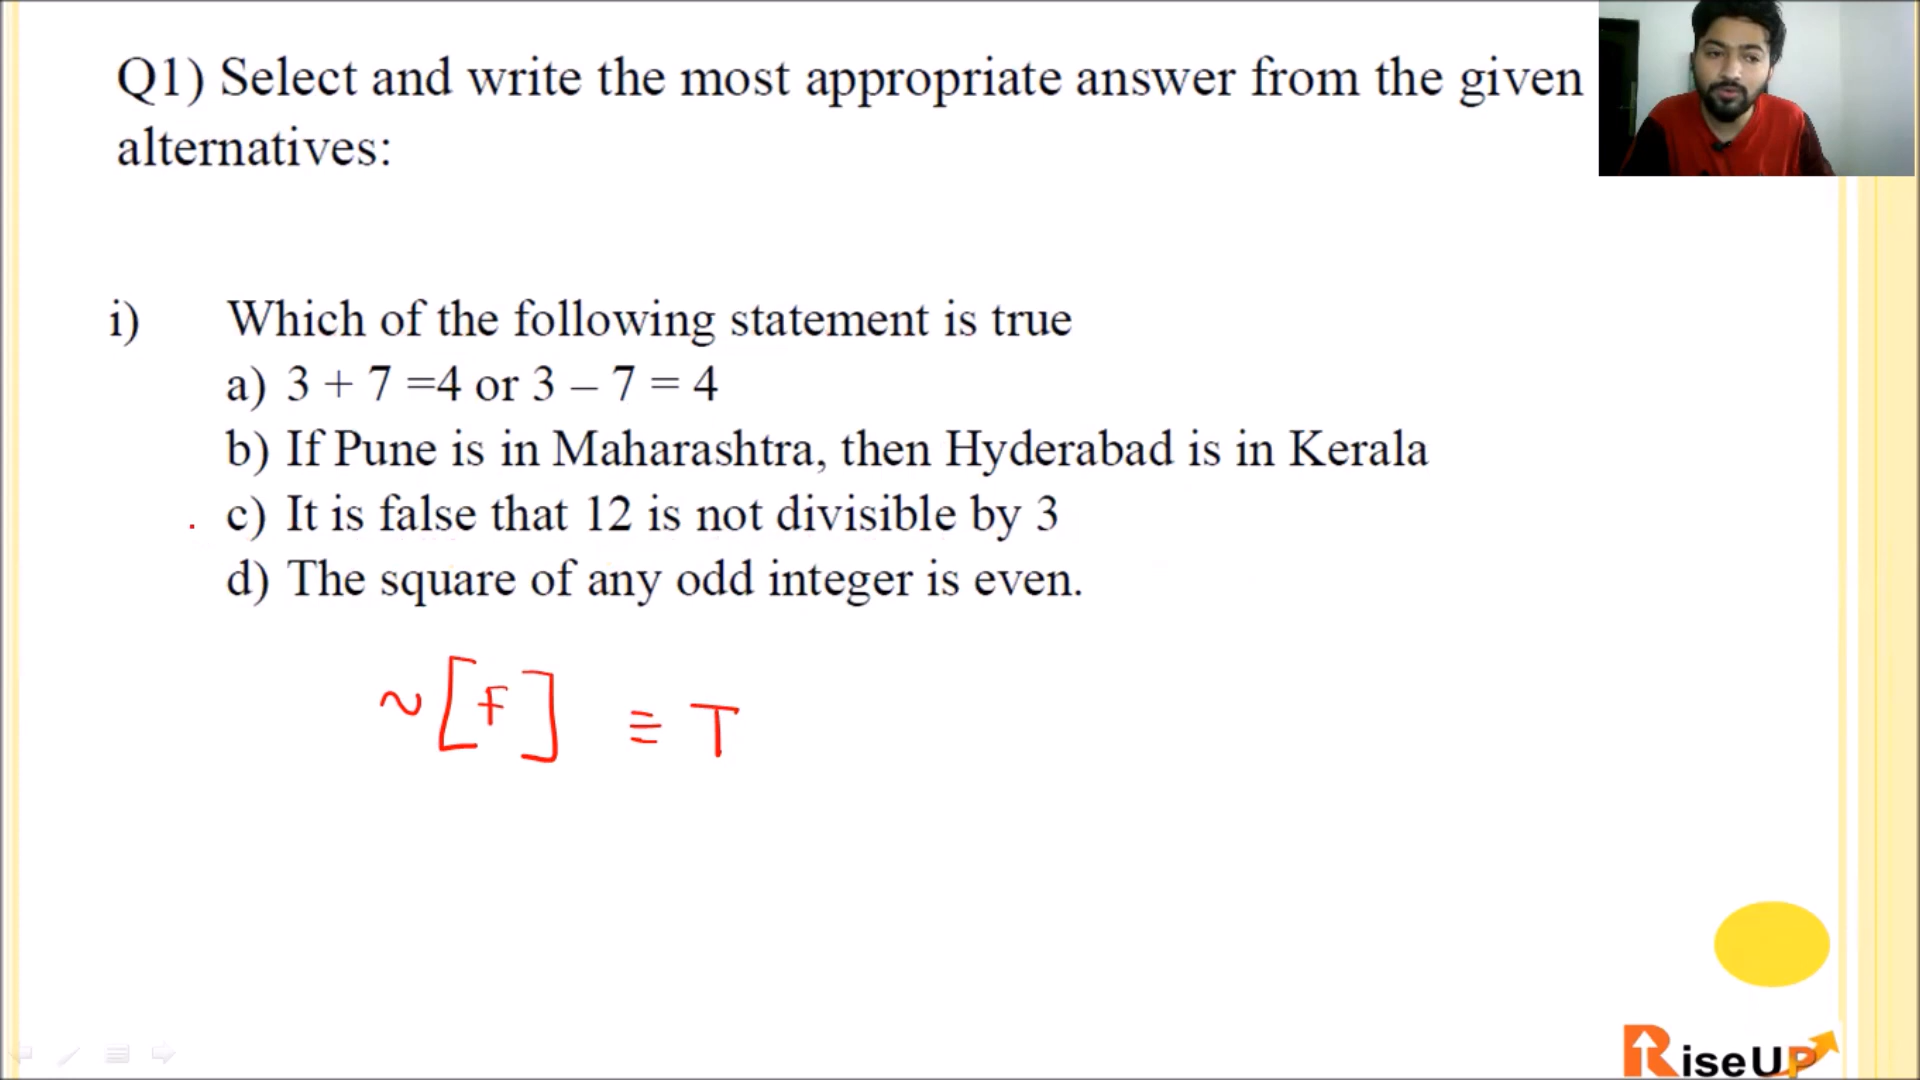 Q1) Select and write the most appropriate answer from the given
alternatives:
i) Which of the following statement is true
a) 3 + 7 =4 or 3 – 7 = 4
b) If Pune is in Maharashtra, then Hyderabad is in Kerala
c) It is false that 12 is not divisible by 3
d) The square of any odd integer is even.
~[F] ≡ T
RiseUP